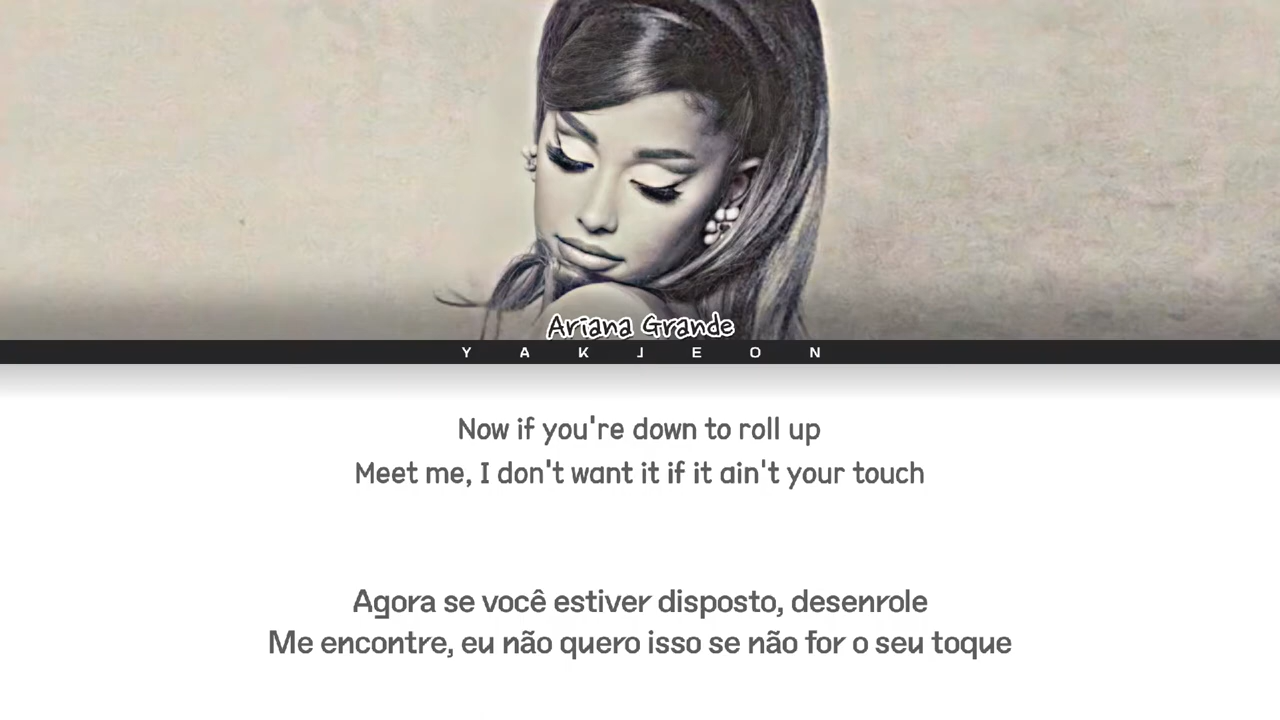 Ariana Grande
Y A K J E O N
Now if you're down to roll up
Meet me, I don't want it if it ain't your touch
Agora se você estiver disposto, desenrole
Me encontre, eu não quero isso se não for o seu toque